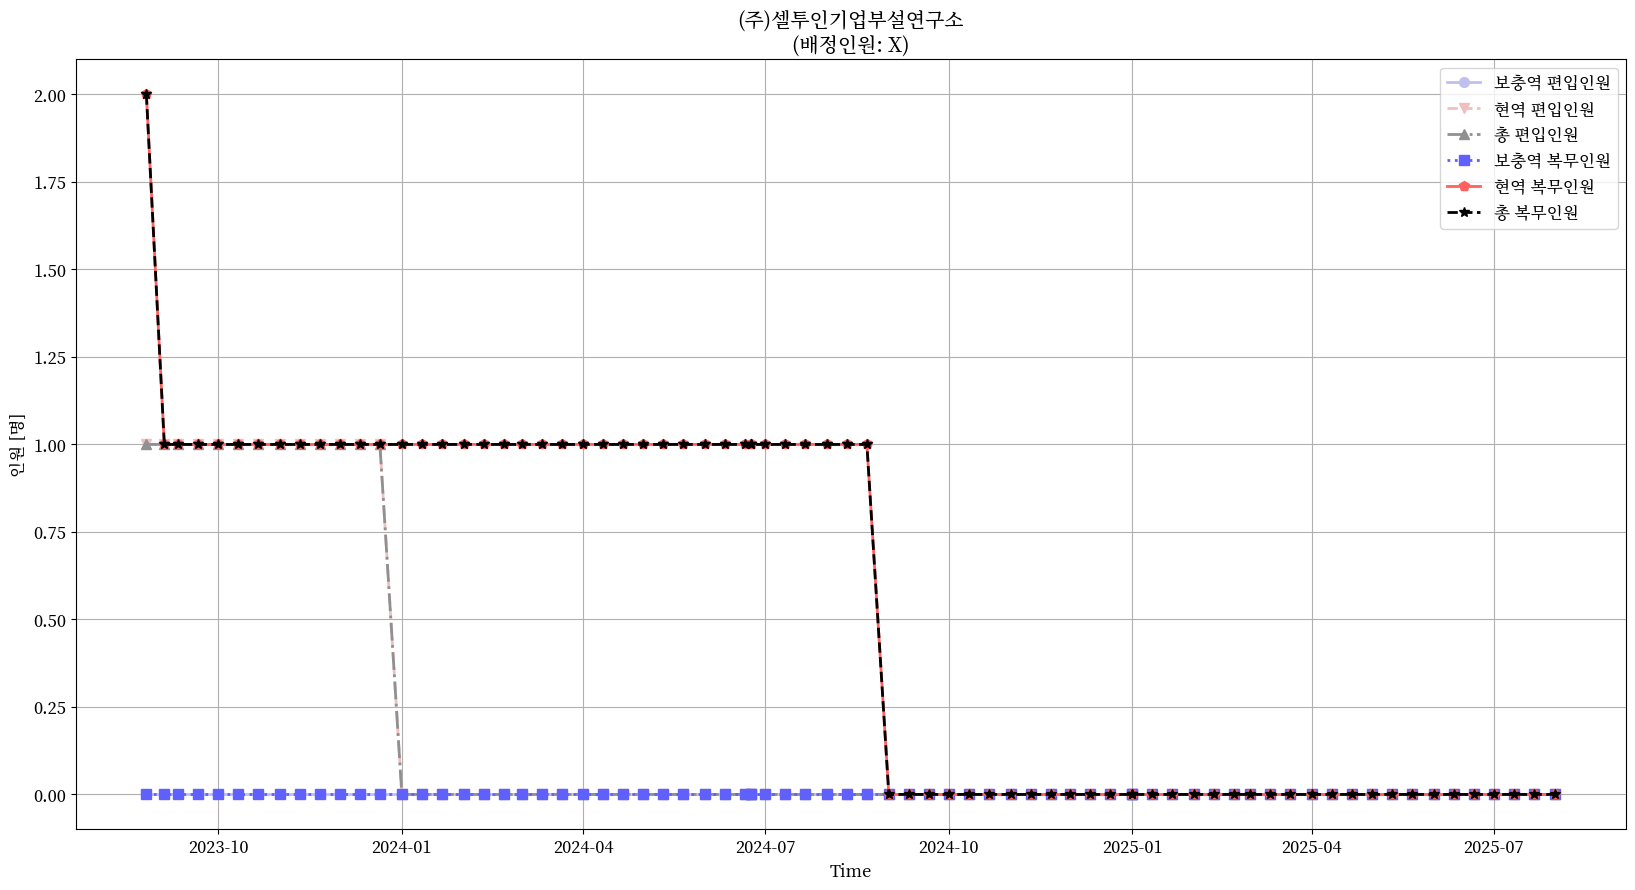 (주)셀투인기업부설연구소
(배정인원: X)
보충역 편입인원
현역 편입인원
총 편입인원
보충역 복무인원
현역 복무인원
총 복무인원
인원 [명]
2.00
1.75
1.50
1.25
1.00
0.75
0.50
0.25
0.00
2023-10
2024-01
2024-04
2024-07
2024-10
2025-01
2025-04
2025-07
Time